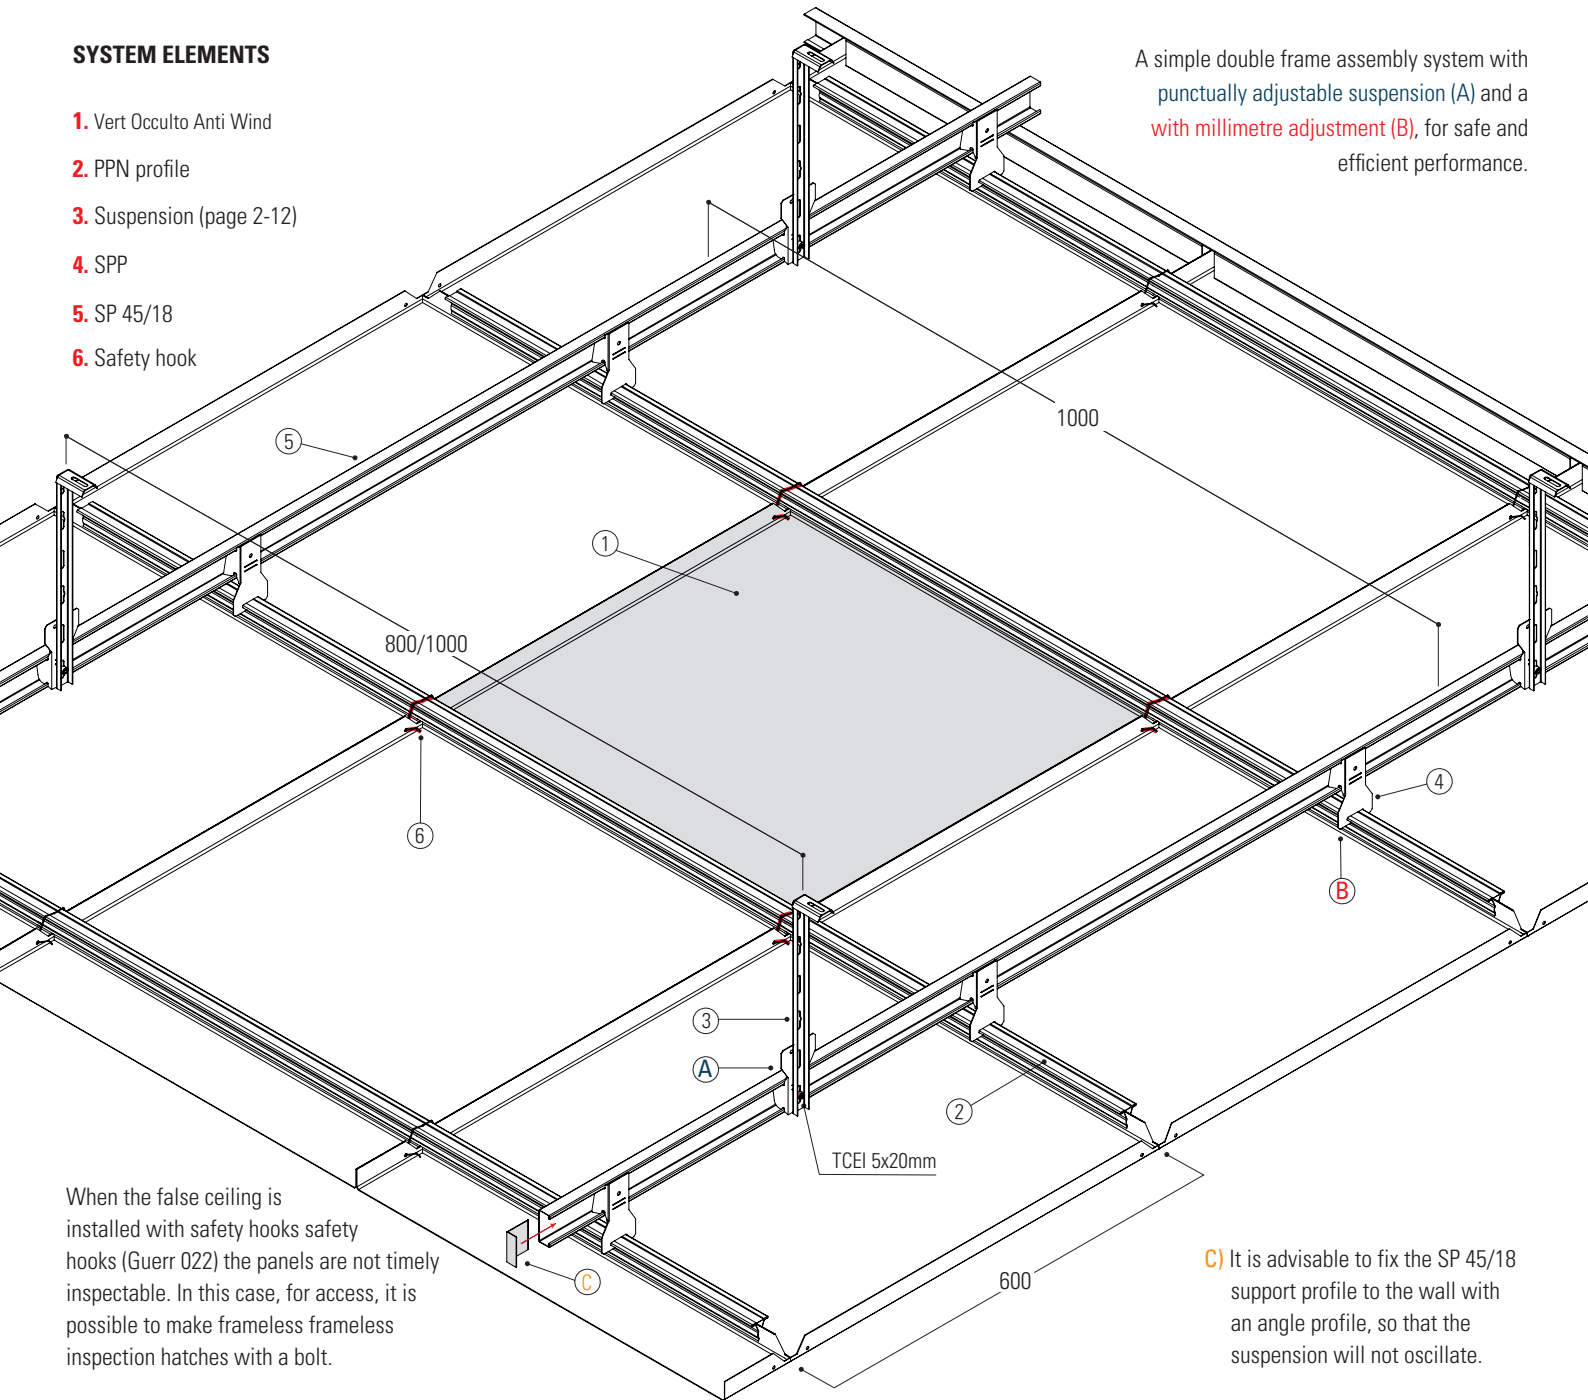 SYSTEM ELEMENTS
1. Vert Occulto Anti Wind
2. PPN profile
3. Suspension (page 2-12)
4. SPP
5. SP 45/18
6. Safety hook
A simple double frame assembly system with
punctually adjustable suspension (A) and a
with millimetre adjustment (B), for safe and
efficient performance.
1000
5
1
800/1000
4
6
B
3
A
2
TCEI 5x20mm
When the false ceiling is
installed with safety hooks safety
hooks (Guerr 022) the panels are not timely
inspectable. In this case, for access, it is
possible to make frameless frameless
inspection hatches with a bolt.
C
600
C) It is advisable to fix the SP 45/18
support profile to the wall with
an angle profile, so that the
suspension will not oscillate.